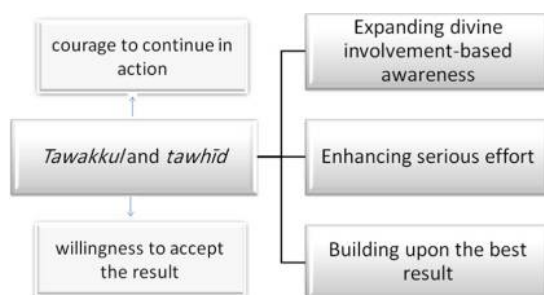 courage to continue in
action
Tawakkul and tawhīd
willingness to accept
the result
Expanding divine
involvement-based
awareness
Enhancing serious effort
Building upon the best
result